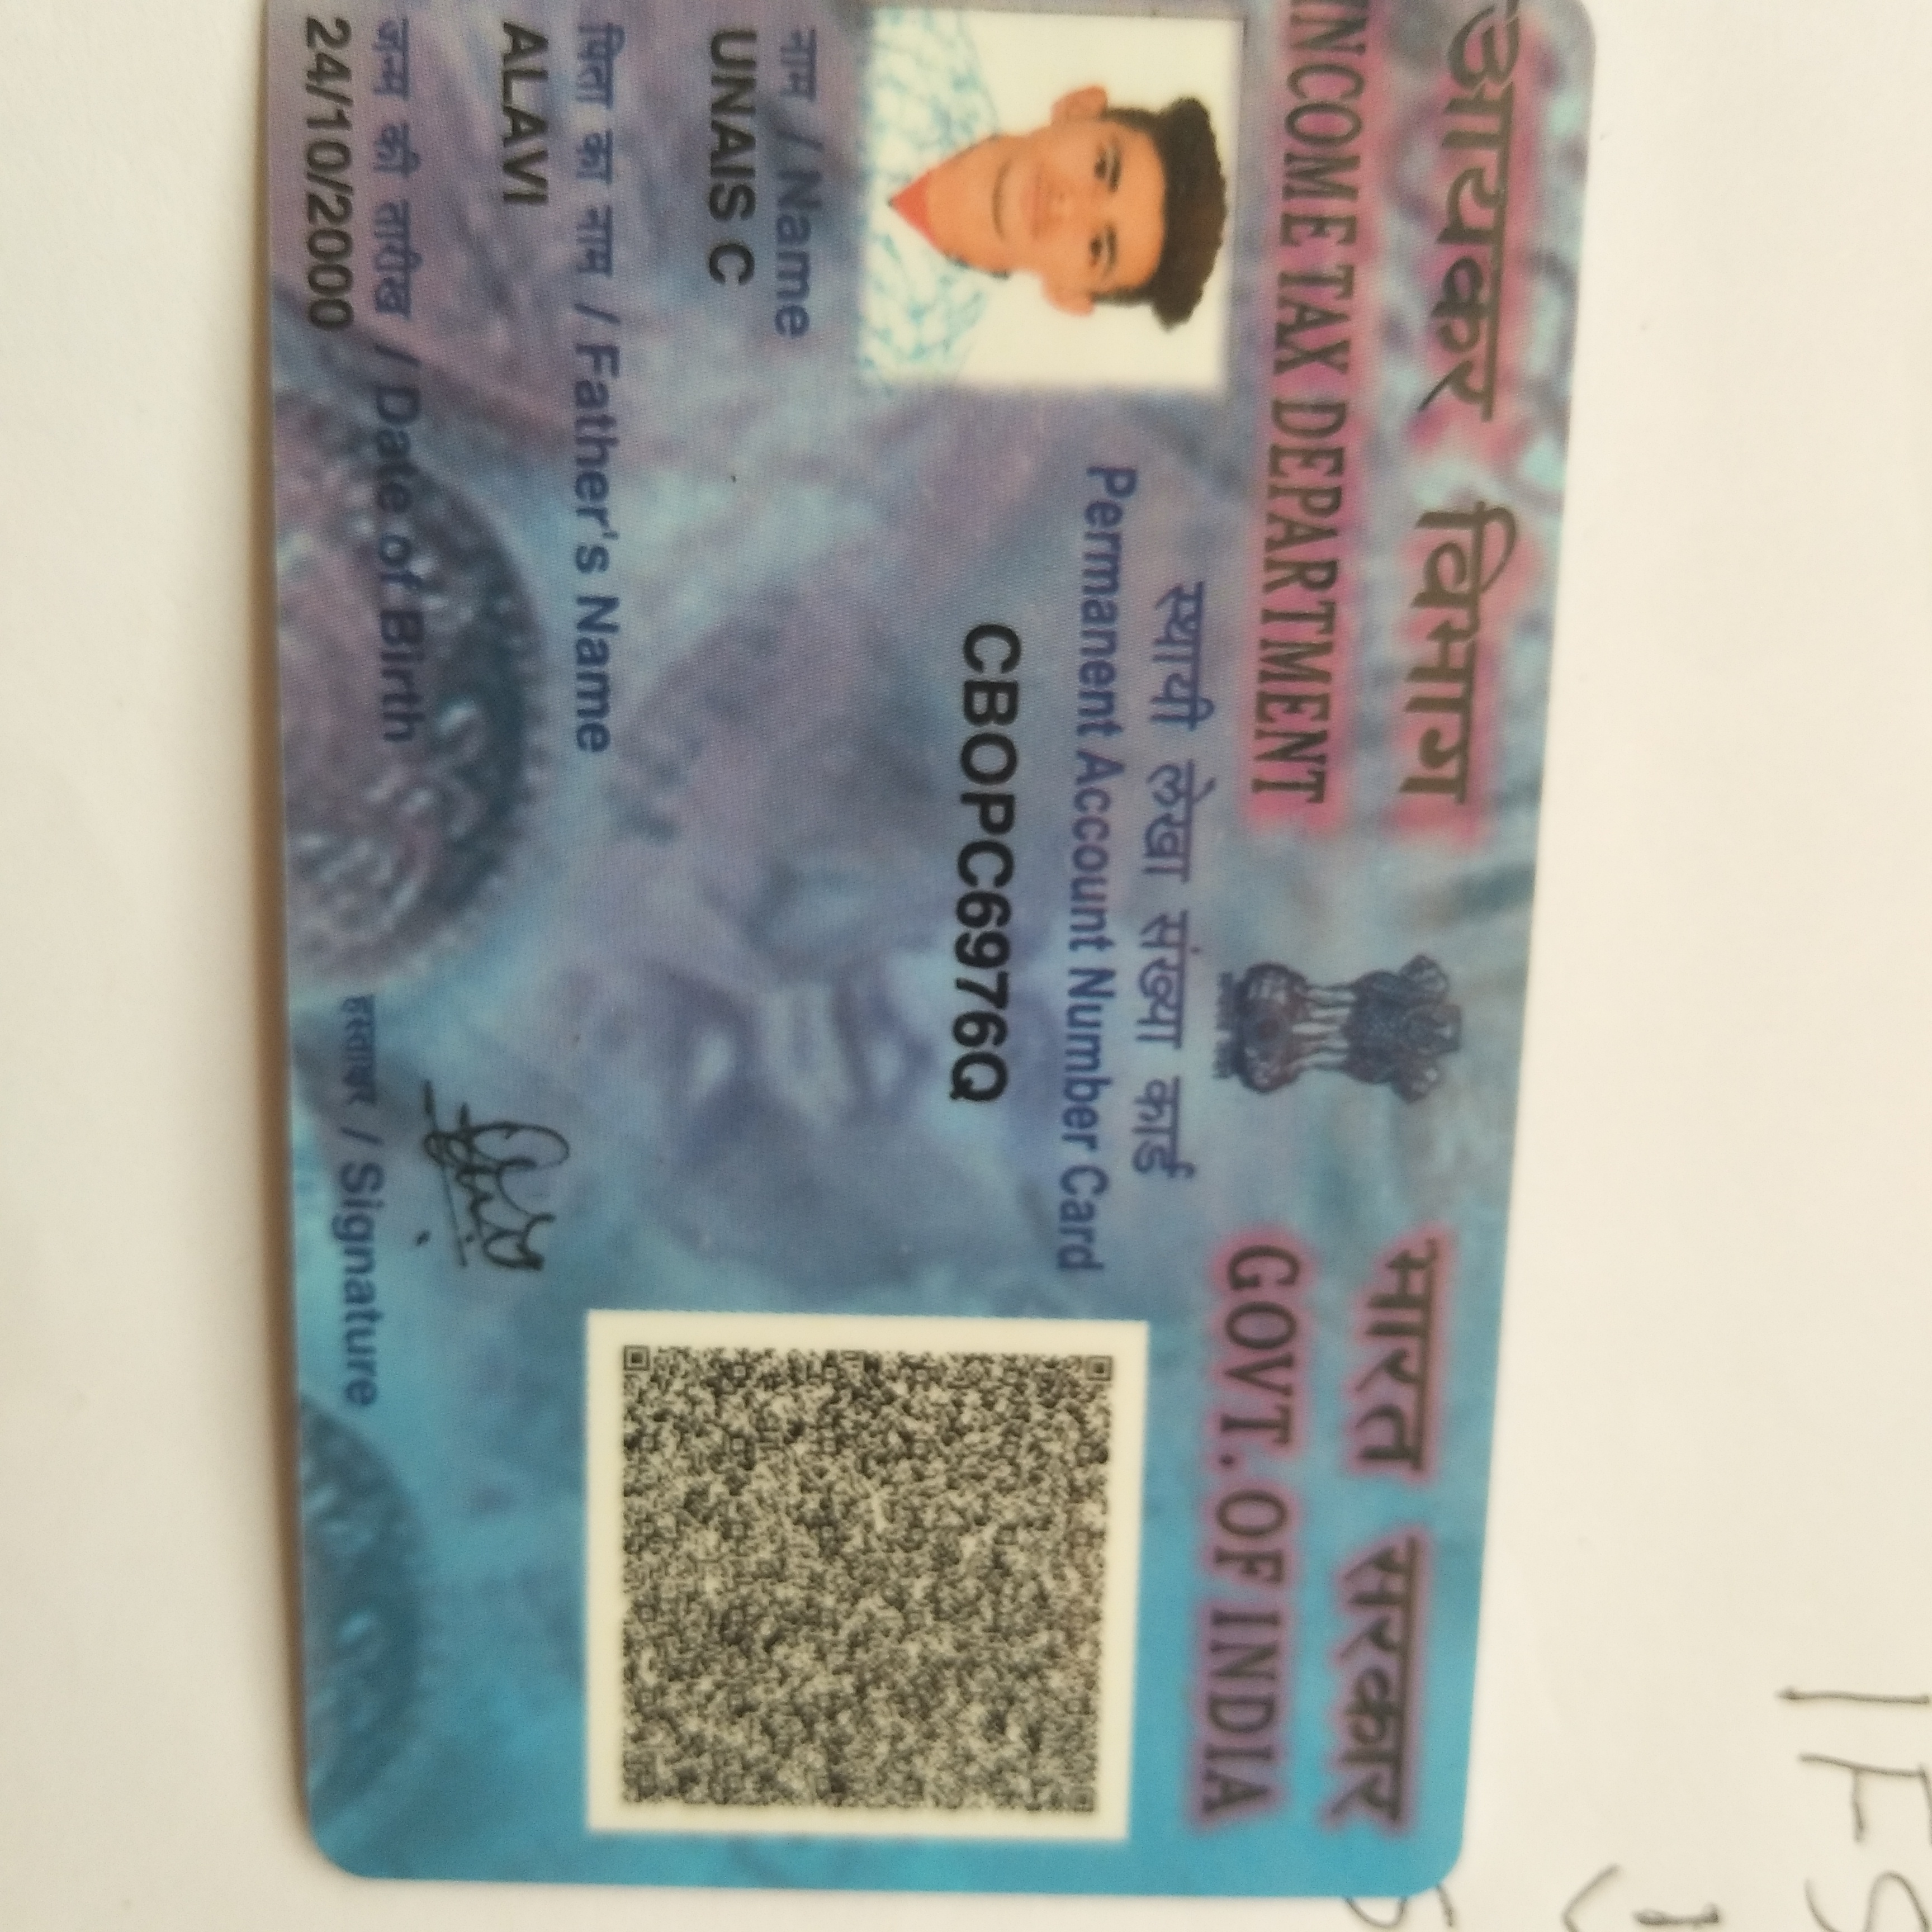 आयकर विभाग
INCOME TAX DEPARTMENT
भारत सरकार
GOVT. OF INDIA
स्थायी लेखा संख्या कार्ड
Permanent Account Number Card
CBOPC6976Q
नाम / Name
UNAIS C
पिता का नाम / Father's Name
ALAVI
जन्म की तारीख / Date of Birth
24/10/2000
हस्ताक्षर / Signature